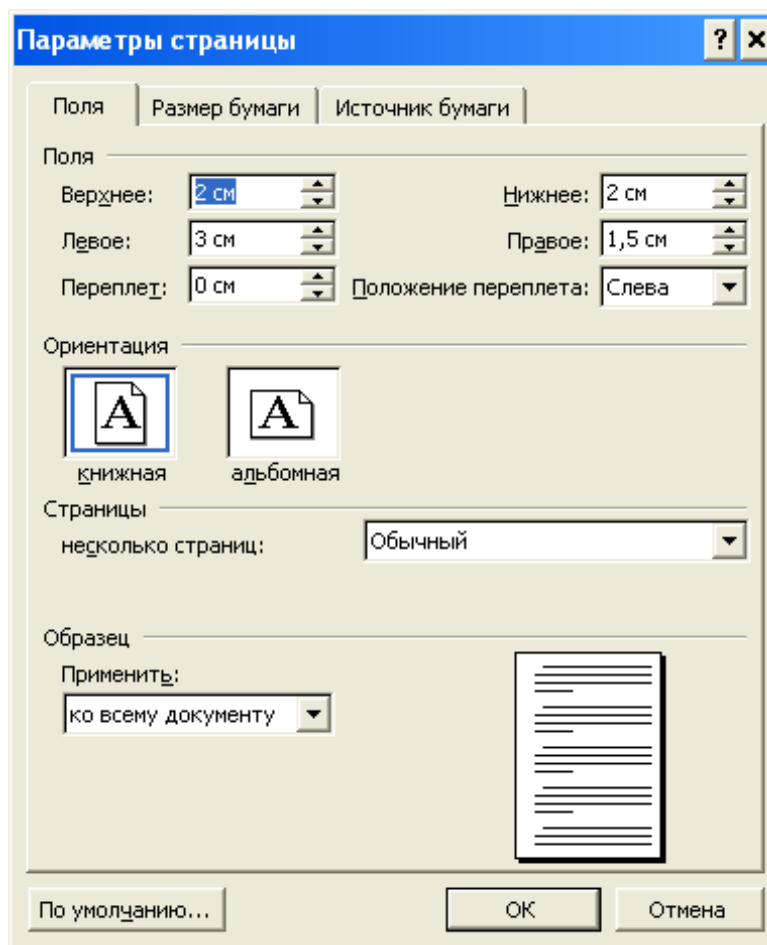 Параметры страницы
Поля Размер бумаги Источник бумаги
Поля
Верхнее: 2 см Нижнее: 2 см
Левое: 3 см Правое: 1,5 см
Переплет: 0 см Положение переплета: Слева
Ориентация
A A
книжная альбомная
Страницы
несколько страниц: Обычный
Образец
Применить:
ко всему документу
По умолчанию... ОК Отмена